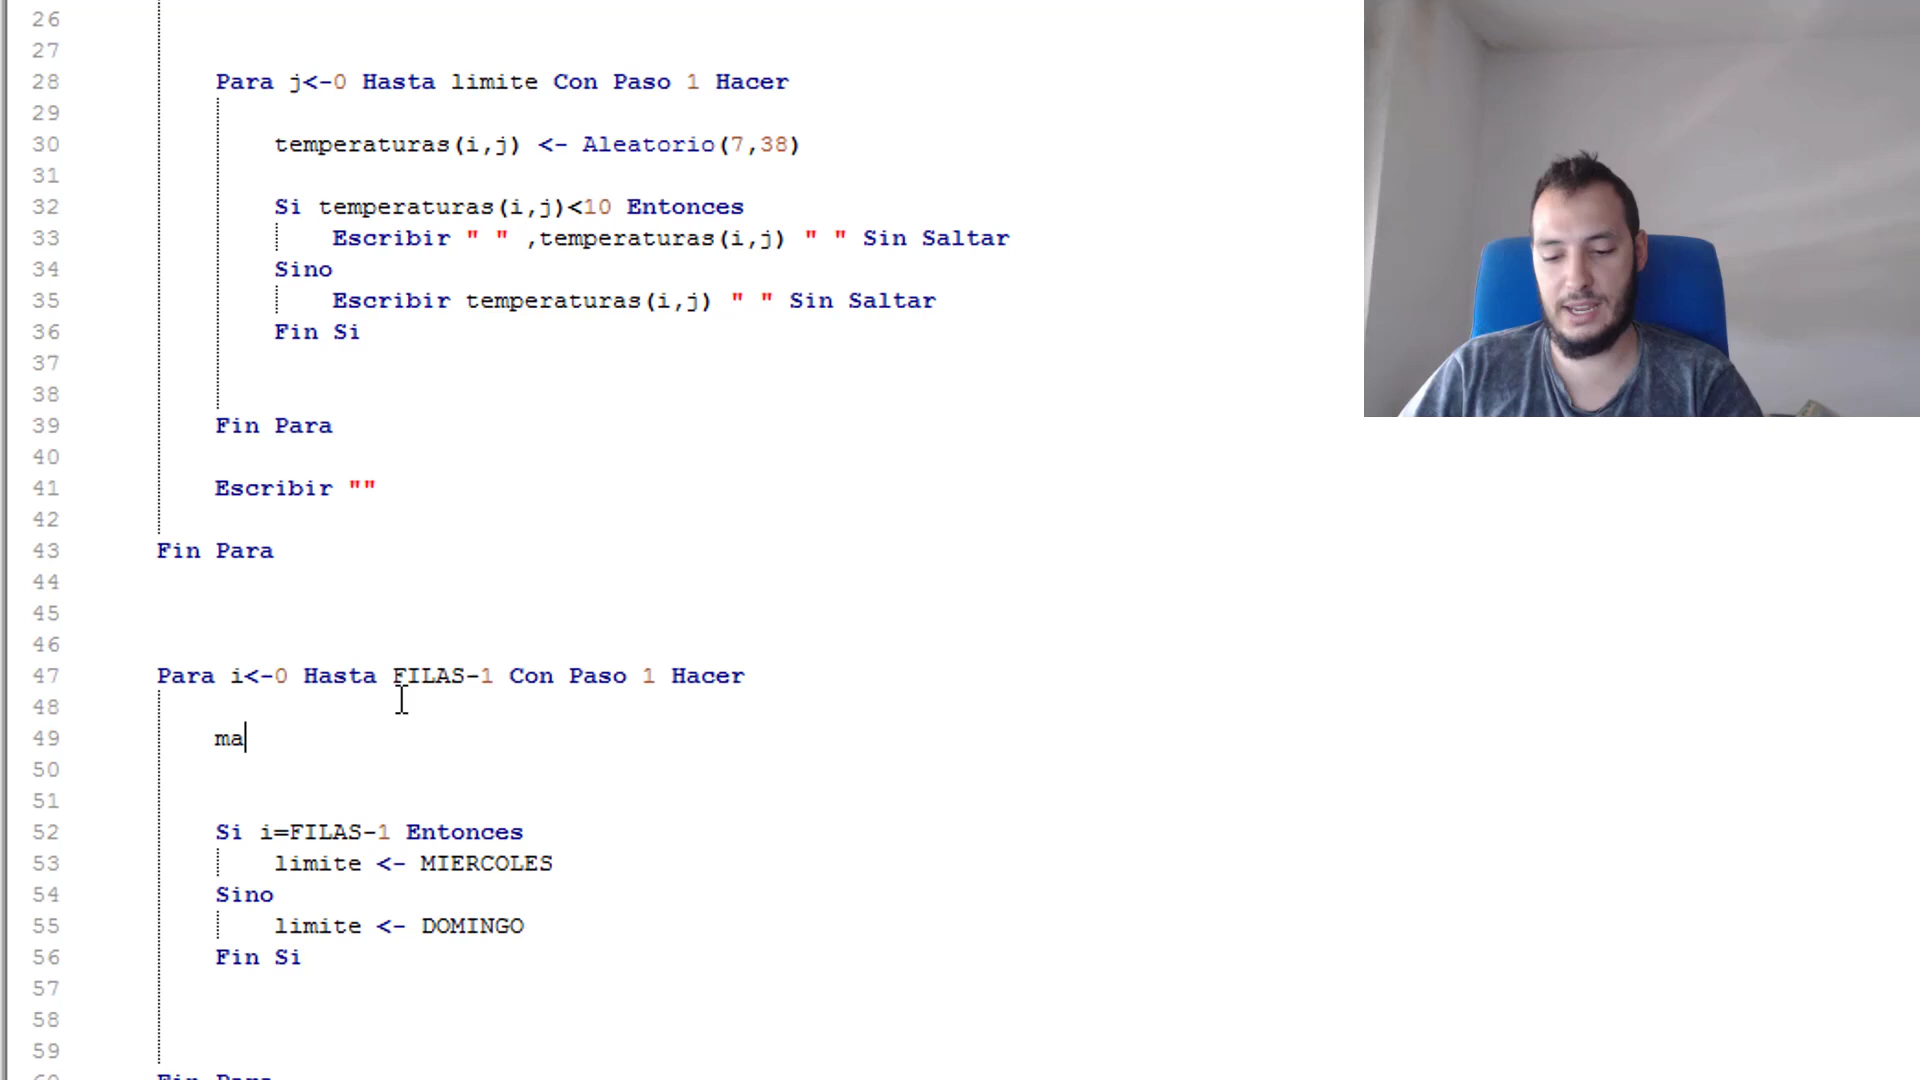 26
27
28 Para j<-0 Hasta limite Con Paso 1 Hacer
29
30 temperaturas(i,j) <- Aleatorio(7,38)
31
32 Si temperaturas(i,j)<10 Entonces
33 Escribir " " ,temperaturas(i,j) " " Sin Saltar
34 Sino
35 Escribir temperaturas(i,j) " " Sin Saltar
36 Fin Si
37
38
39 Fin Para
40
41 Escribir ""
42
43 Fin Para
44
45
46
47 Para i<-0 Hasta FILAS-1 Con Paso 1 Hacer
48
49 ma
50
51
52 Si i=FILAS-1 Entonces
53 limite <- MIERCOLES
54 Sino
55 limite <- DOMINGO
56 Fin Si
57
58
59
60 Fin Para